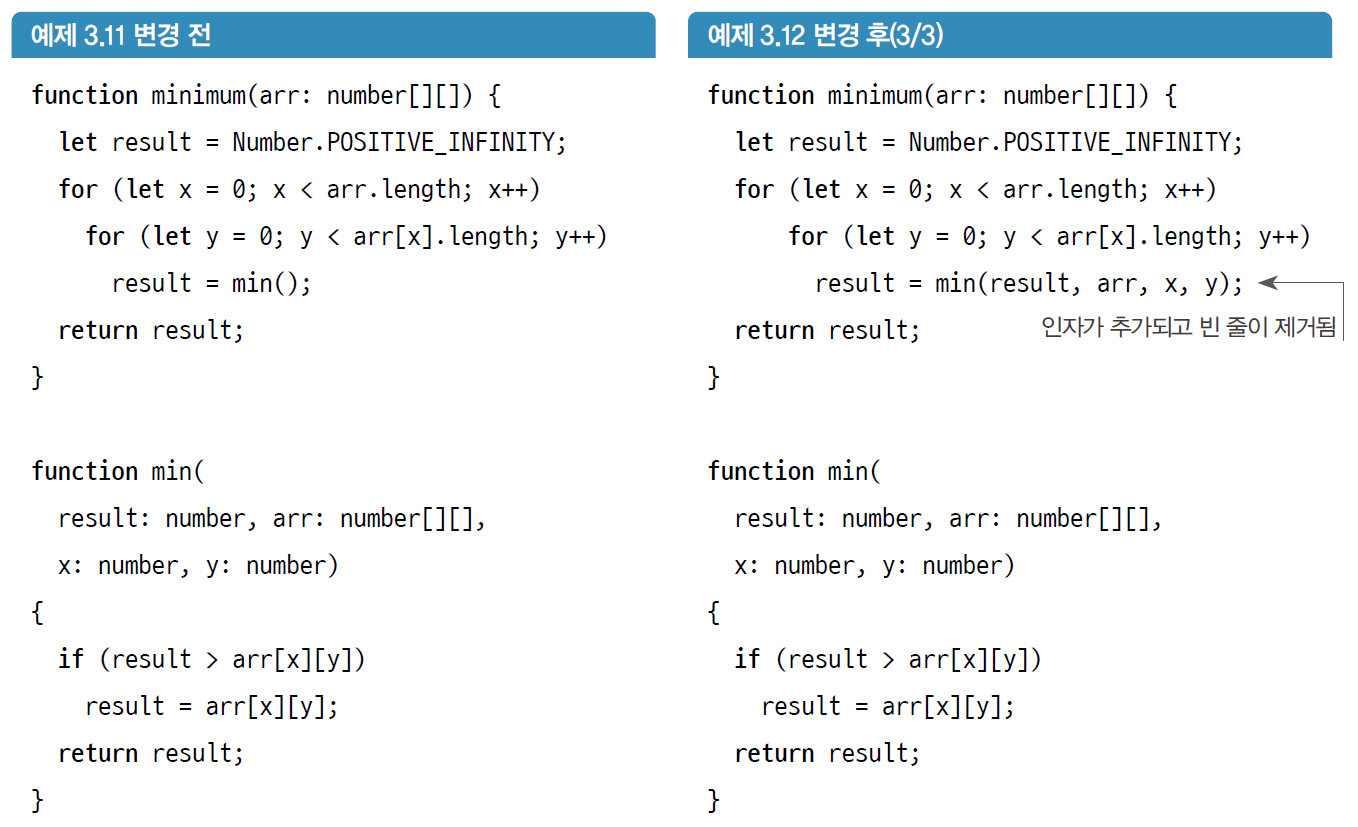 예제 3.11 변경 전
function minimum(arr: number[][]) {
  let result = Number.POSITIVE_INFINITY;
  for (let x = 0; x < arr.length; x++)
    for (let y = 0; y < arr[x].length; y++)
      result = min();
  return result;
}
function min(
  result: number, arr: number[][],
  x: number, y: number)
{
  if (result > arr[x][y])
    result = arr[x][y];
  return result;
}
예제 3.12 변경 후(3/3)
function minimum(arr: number[][]) {
  let result = Number.POSITIVE_INFINITY;
  for (let x = 0; x < arr.length; x++)
      for (let y = 0; y < arr[x].length; y++)
        result = min(result, arr, x, y);
인자가 추가되고 빈 줄이 제거됨
  return result;
}
function min(
  result: number, arr: number[][],
  x: number, y: number)
{
  if (result > arr[x][y])
    result = arr[x][y];
  return result;
}